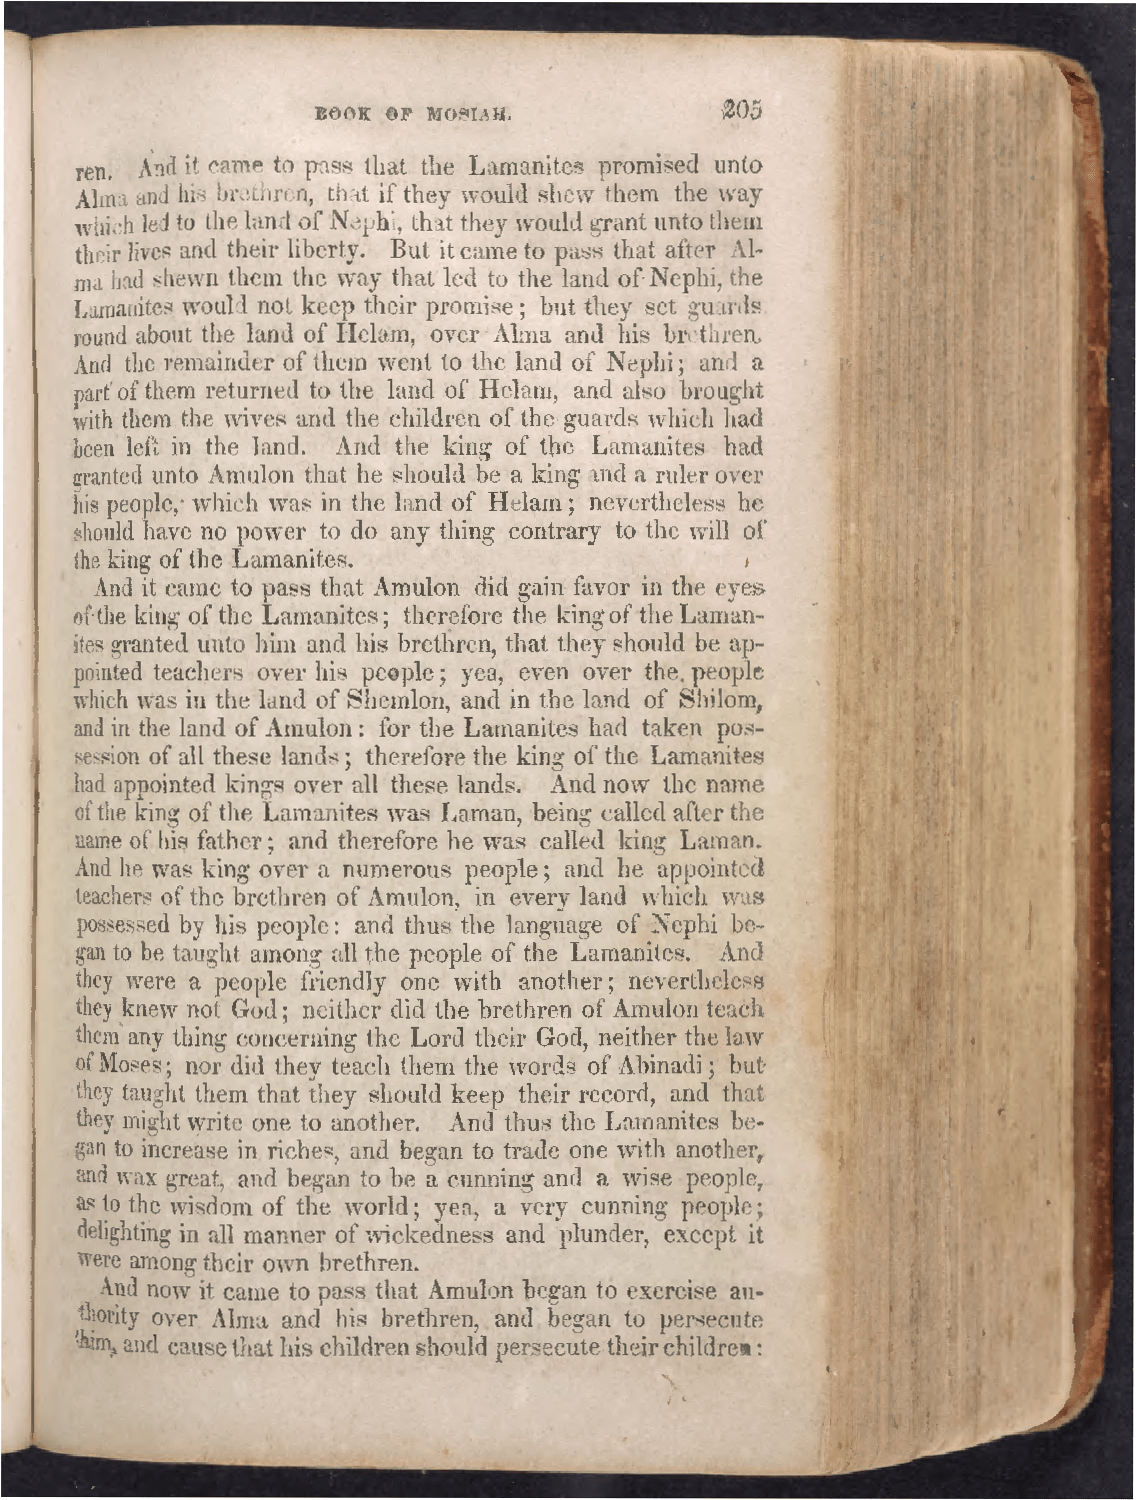 BOOK OF MOSIAH. 205
ren. And it came to pass that the Lamanites promised unto
Alma and his brethren, that if they would shew them the way
which led to the land of Nephi, that they would grant unto them
their lives and their liberty. But it came to pass that after Al-
ma had shewn them the way that led to the land of Nephi, the
Lamanites would not keep their promise; but they set guards
round about the land of Helam, over Alma and his brethren.
And the remainder of them went to the land of Nephi; and a
part of them returned to the land of Helam, and also brought
with them the wives and the children of the guards which had
been left in the land. And the king of the Lamanites had
granted unto Amulon that he should be a king and a ruler over
his people, which was in the land of Helam; nevertheless he
should have no power to do any thing contrary to the will of
the king of the Lamanites.
And it came to pass that Amulon did gain favor in the eyes
of the king of the Lamanites; therefore the king of the Laman-
ites granted unto him and his brethren, that they should be ap-
pointed teachers over his people; yea, even over the people
which was in the land of Shemlon, and in the land of Shilom,
and in the land of Amulon: for the Lamanites had taken pos-
session of all these lands; therefore the king of the Lamanites
had appointed kings over all these lands. And now the name
of the king of the Lamanites was Laman, being called after the
name of his father; and therefore he was called king Laman.
And he was king over a numerous people; and he appointed
teachers of the brethren of Amulon, in every land which was
possessed by his people: and thus the language of Nephi be-
gan to be taught among all the people of the Lamanites. And
they were a people friendly one with another; nevertheless
they knew not God; neither did the brethren of Amulon teach
them any thing concerning the Lord their God, neither the law
of Moses; nor did they teach them the words of Abinadi; but
they taught them that they should keep their record, and that
they might write one to another. And thus the Lamanites be-
gan to increase in riches, and began to trade one with another,
and wax great, and began to be a cunning and a wise people,
as to the wisdom of the world; yea, a very cunning people;
delighting in all manner of wickedness and plunder, except it
were among their own brethren.
And now it came to pass that Amulon began to exercise au-
thority over Alma and his brethren, and began to persecute
him, and cause that his children should persecute their children: